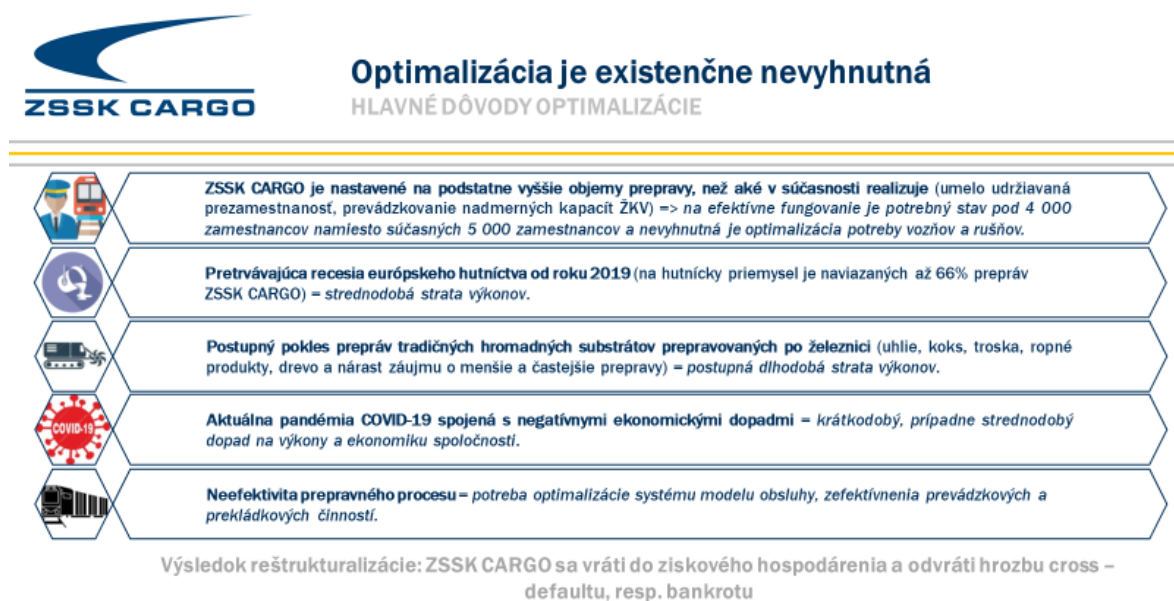 ZSSK CARGO
Optimalizácia je existenčne nevyhnutná
HLAVNÉ DÔVODY OPTIMALIZÁCIE
ZSSK CARGO je nastavené na podstatne vyššie objemy prepravy, než aké v súčasnosti realizuje (umelo udržiavaná
prezamestnanosť, prevádzkovanie nadmerných kapacít ŽKV) => na efektívne fungovanie je potrebný stav pod 4 000
zamestnancov namiesto súčasných 5 000 zamestnancov a nevyhnutná je optimalizácia potreby vozňov a rušňov.
Pretrvávajúca recesia európskeho hutníctva od roku 2019 (na hutnícky priemysel je naviazaných až 66% prepráv
ZSSK CARGO) = strednodobá strata výkonov.
Postupný pokles prepráv tradičných hromadných substrátov prepravovaných po železnici (uhlie, koks, troska, ropné
produkty, drevo a nárast záujmu o menšie a častejšie prepravy) = postupná dlhodobá strata výkonov.
COVID-19
Aktuálna pandémia COVID-19 spojená s negatívnymi ekonomickými dopadmi = krátkodobý, prípadne strednodobý
dopad na výkony a ekonomiku spoločnosti.
Neefektivita prepravného procesu = potreba optimalizácie systému modelu obsluhy, zefektívnenia prevádzkových a
prekládkových činností.
Výsledok reštrukturalizácie: ZSSK CARGO sa vráti do ziskového hospodárenia a odvráti hrozbu cross –
defaultu, resp. bankrotu